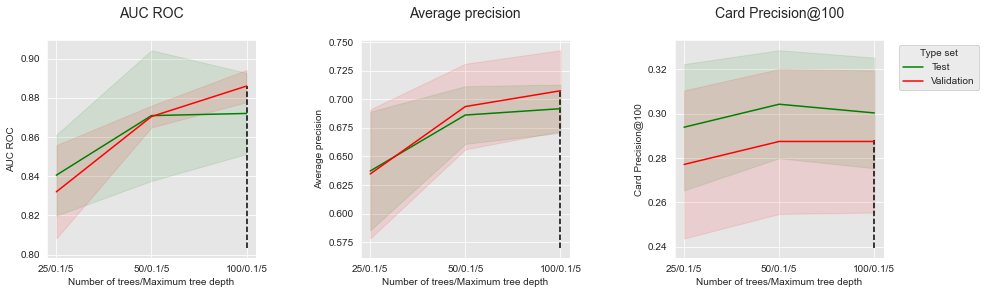 AUC ROC
Average precision
Card Precision@100
AUC ROC
0.90
0.88
0.86
0.84
0.82
0.80
25/0.1/5
50/0.1/5
100/0.1/5
Number of trees/Maximum tree depth
Average precision
0.750
0.725
0.700
0.675
0.650
0.625
0.600
0.575
25/0.1/5
50/0.1/5
100/0.1/5
Number of trees/Maximum tree depth
Card Precision@100
0.32
0.30
0.28
0.26
0.24
25/0.1/5
50/0.1/5
100/0.1/5
Number of trees/Maximum tree depth
Type set
Test
Validation